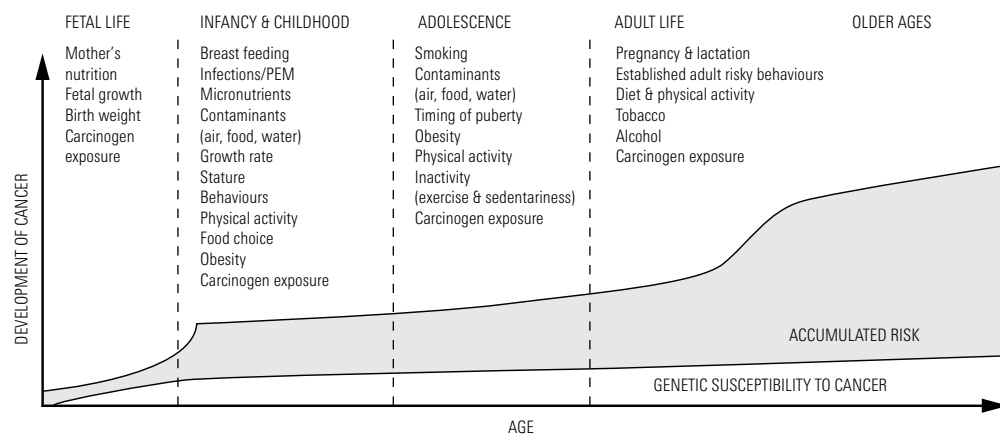 FETAL LIFE
Mother's
nutrition
Fetal growth
Birth weight
Carcinogen
exposure
INFANCY & CHILDHOOD
Breast feeding
Infections/PEM
Micronutrients
Contaminants
(air, food, water)
Growth rate
Stature
Behaviours
Physical activity
Food choice
Obesity
Carcinogen exposure
ADOLESCENCE
Smoking
Contaminants
(air, food, water)
Timing of puberty
Obesity
Physical activity
Inactivity
(exercise & sedentariness)
Carcinogen exposure
ADULT LIFE
Pregnancy & lactation
Established adult risky behaviours
Diet & physical activity
Tobacco
Alcohol
Carcinogen exposure
OLDER AGES
DEVELOPMENT OF CANCER
ACCUMULATED RISK
GENETIC SUSCEPTIBILITY TO CANCER
AGE